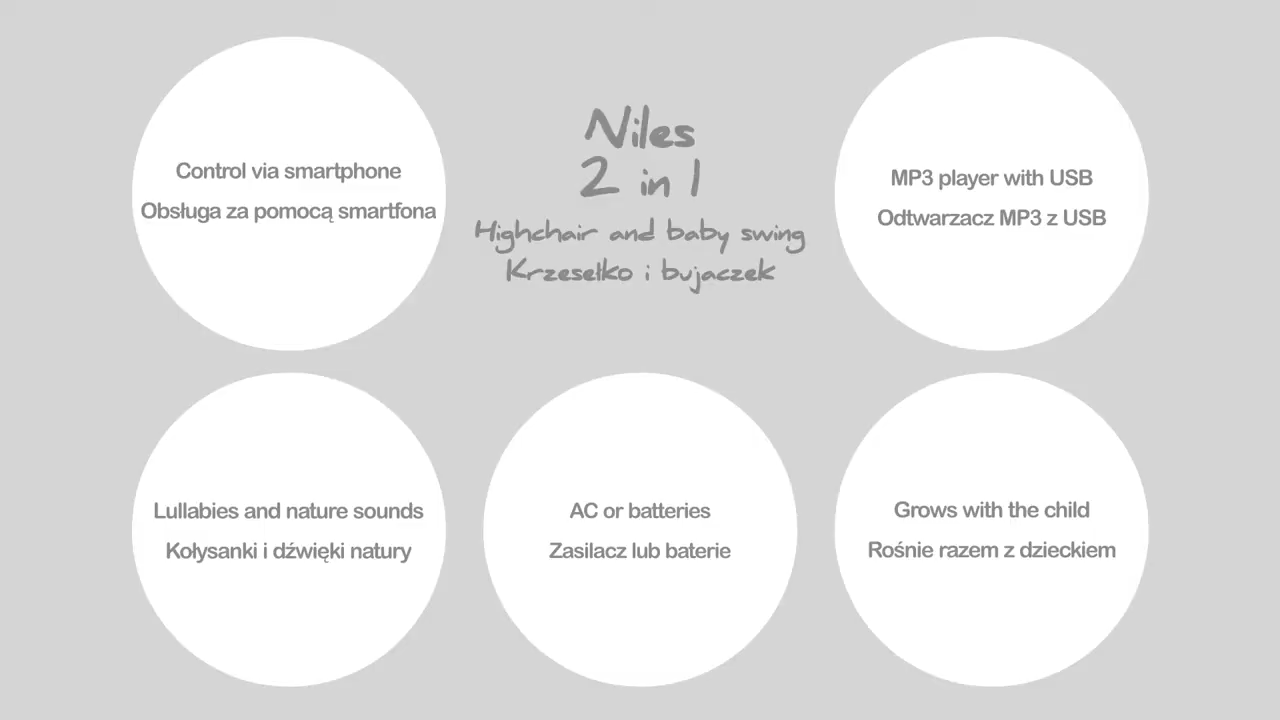 Niles
2 in 1
Highchair and baby swing
Krzesełko i bujaczek
Control via smartphone
Obsługa za pomocą smartfona
MP3 player with USB
Odtwarzacz MP3 z USB
Lullabies and nature sounds
Kołysanki i dźwięki natury
AC or batteries
Zasilacz lub baterie
Grows with the child
Rośnie razem z dzieckiem